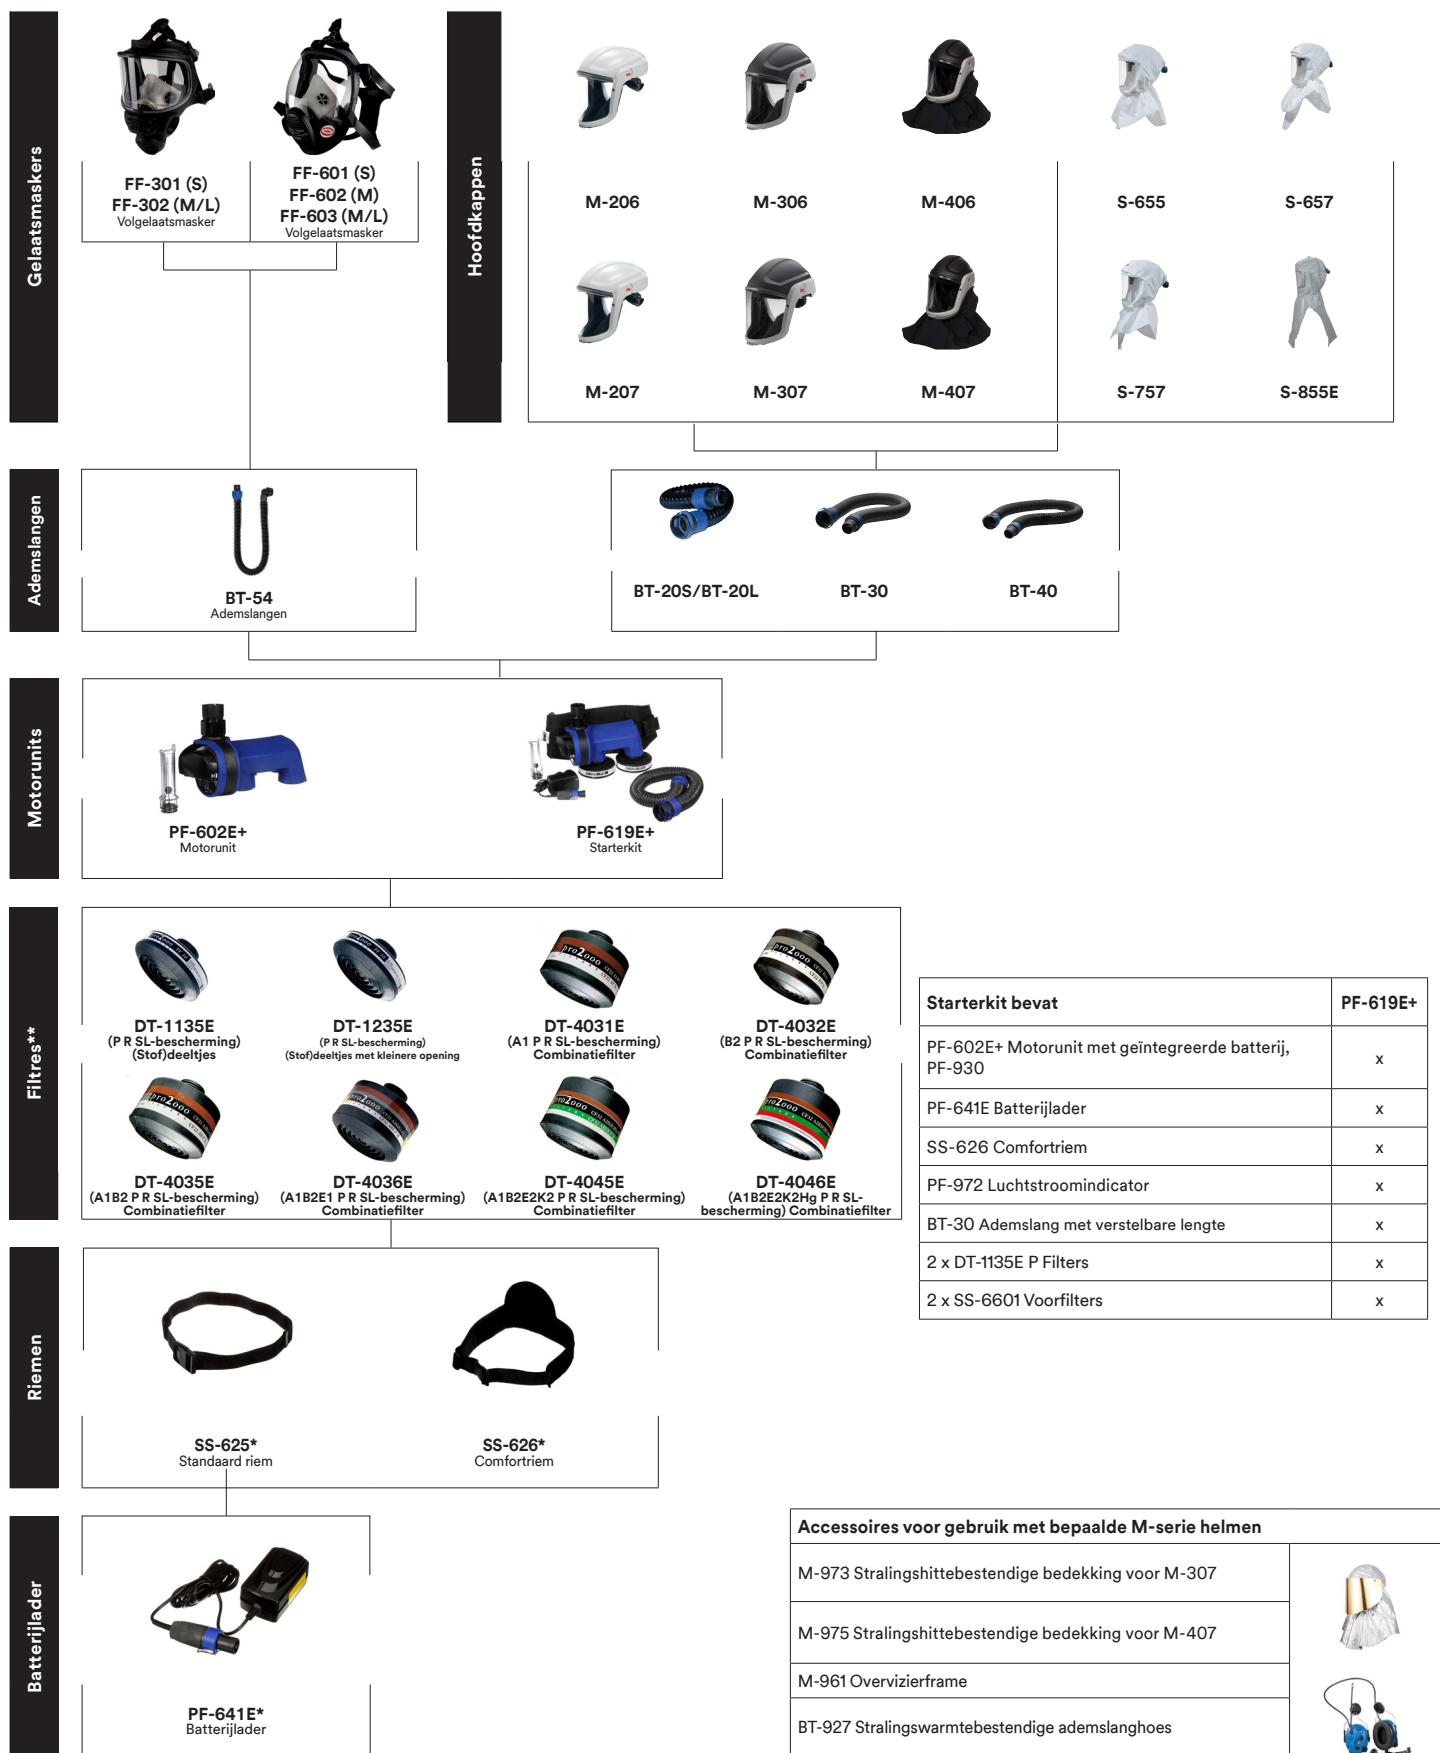 Gelaatsmaskers
FF-301 (S)
FF-302 (M/L)
Volgelaatsmasker
FF-601 (S)
FF-602 (M)
FF-603 (M/L)
Volgelaatsmasker
Hoofdkappen
M-206
M-306
M-406
S-655
S-657
M-207
M-307
M-407
S-757
S-855E
Ademslangen
BT-54
Ademslangen
BT-20S/BT-20L
BT-30
BT-40
Motorunits
PF-602E+
Motorunit
PF-619E+
Starterkit
Filtres**
DT-1135E
(P R SL-bescherming)
(Stof)deeltjes
DT-1235E
(P R SL-bescherming)
(Stof)deeltjes met kleinere opening
DT-4031E
(A1 P R SL-bescherming)
Combinatiefilter
DT-4032E
(B2 P R SL-bescherming)
Combinatiefilter
DT-4035E
(A1B2 P R SL-bescherming)
Combinatiefilter
DT-4036E
(A1B2E1 P R SL-bescherming)
Combinatiefilter
DT-4045E
(A1B2E2K2 P R SL-bescherming)
Combinatiefilter
DT-4046E
(A1B2E2K2Hg P R SL-
bescherming) Combinatiefilter
Starterkit bevat PF-619E+
PF-602E+ Motorunit met geïntegreerde batterij,
PF-930 x
PF-641E Batterijlader x
SS-626 Comfortriem x
PF-972 Luchtstroomindicator x
BT-30 Ademslang met verstelbare lengte x
2 x DT-1135E P Filters x
2 x SS-6601 Voorfilters x
Riemen
SS-625*
Standaard riem
SS-626*
Comfortriem
Batterijlader
PF-641E*
Batterijlader
Accessoires voor gebruik met bepaalde M-serie helmen
M-973 Stralingshittebestendige bedekking voor M-307
M-975 Stralingshittebestendige bedekking voor M-407
M-961 Overvizierframe
BT-927 Stralingswarmtebestendige ademslanghoes